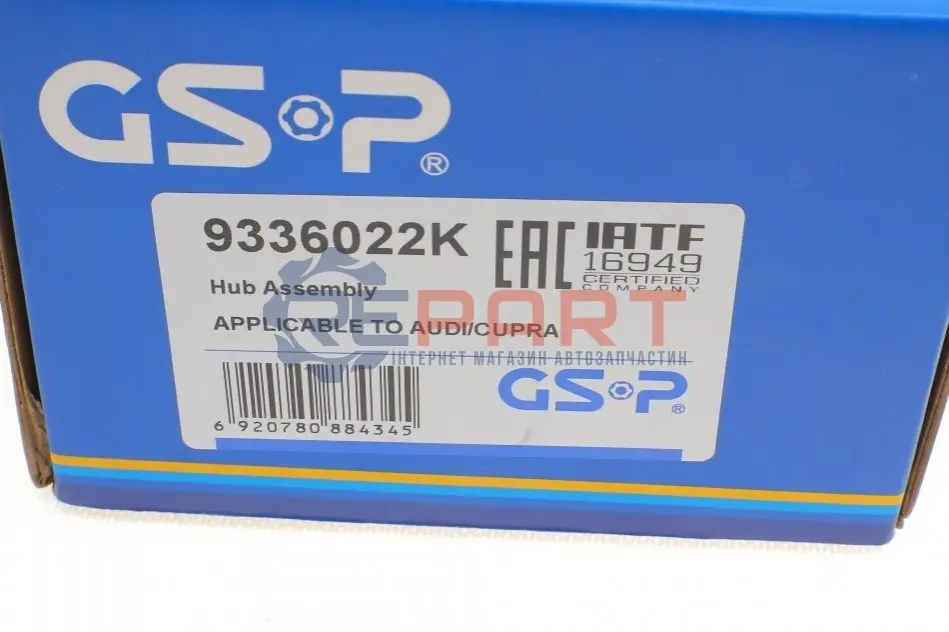 GSP®
9336022K
EAC
IATF
16949
CERTIFIED
COMPANY
Hub Assembly
REPART
APPLICABLE TO AUDI/CUPRA
ІНТЕРНЕТ МАГАЗИН АВТОЗАПЧАСТИН
GSP®
6 920780 884345